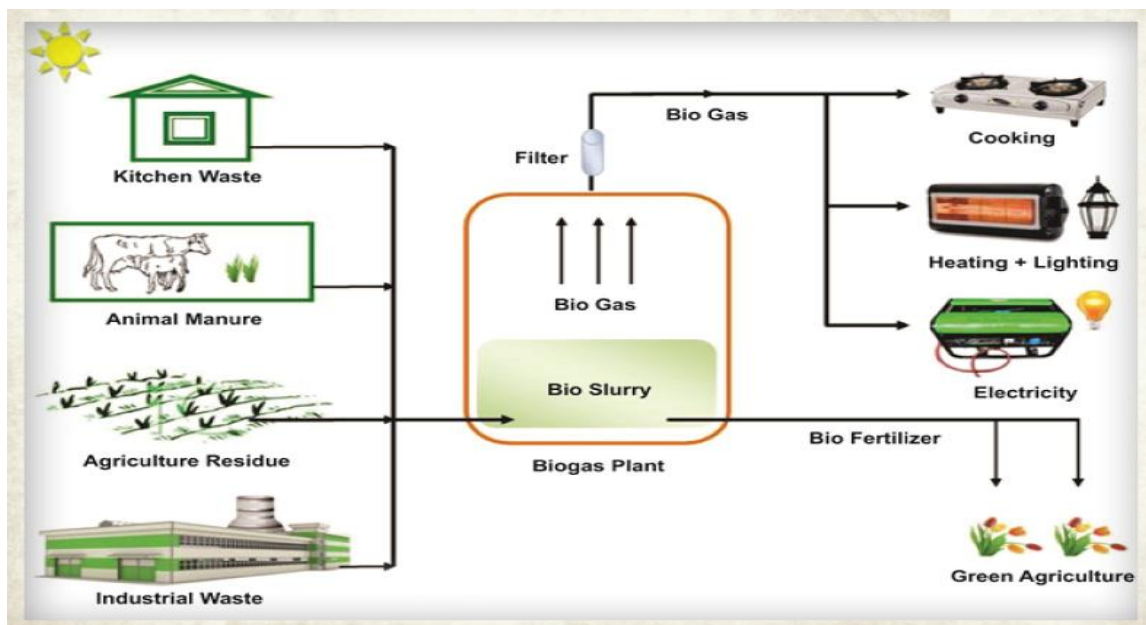 Kitchen Waste
Animal Manure
Agriculture Residue
Industrial Waste
Filter
Bio Gas
Bio Gas
Bio Slurry
Biogas Plant
Bio Fertilizer
Cooking
Heating + Lighting
Electricity
Green Agriculture